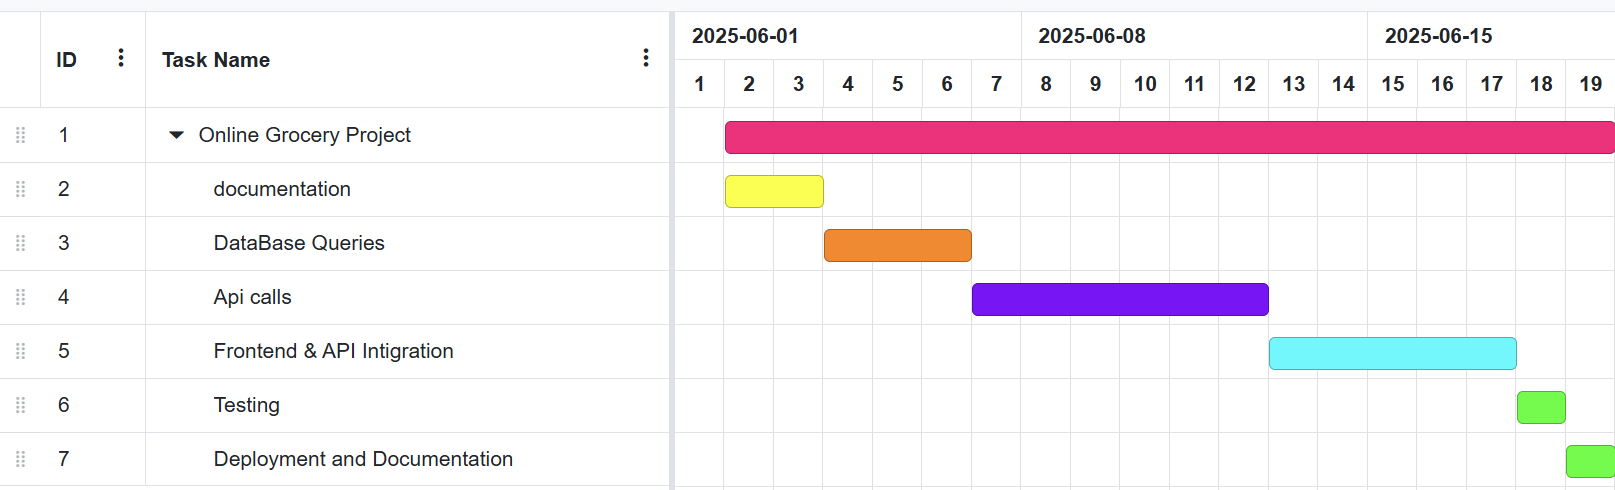 ID Task Name 2025-06-01 2025-06-08 2025-06-15
1 2 3 4 5 6 7 8 9 10 11 12 13 14 15 16 17 18 19
1 Online Grocery Project
2 documentation
3 DataBase Queries
4 Api calls
5 Frontend & API Intigration
6 Testing
7 Deployment and Documentation